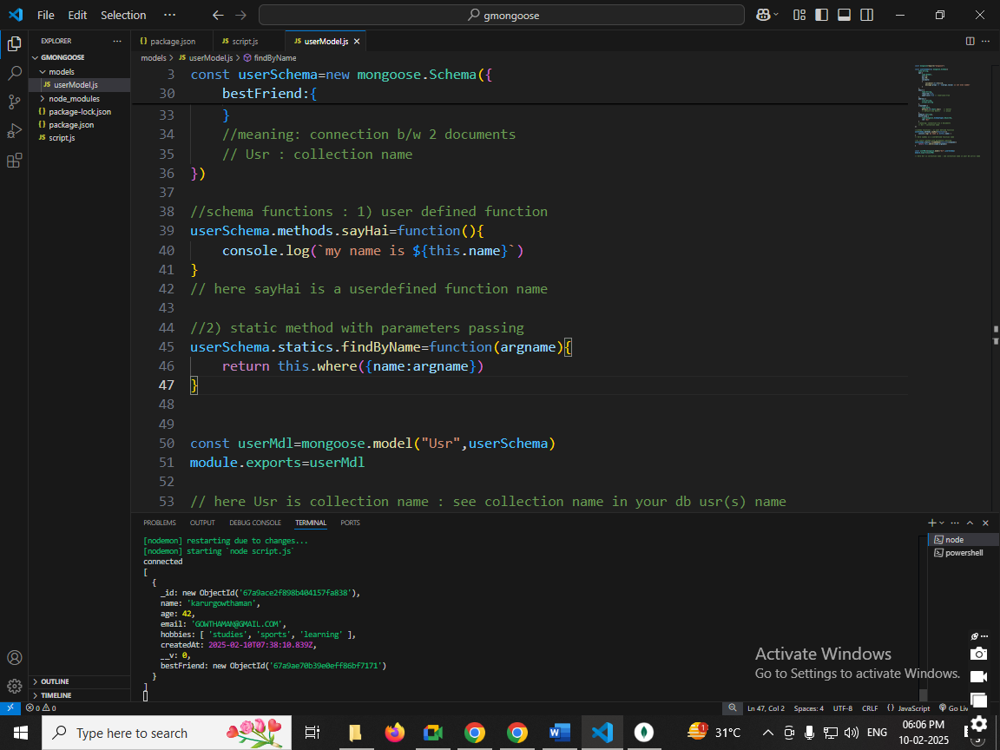 File Edit Selection ··· gmongoose
EXPLORER ···
GMONGOOSE
models
JS userModel.js
node_modules
{} package-lock.json
{} package.json
JS script.js
OUTLINE
TIMELINE
{} package.json JS script.js JS userModel.js ×
models > JS userModel.js > findByName
3 const userSchema=new mongoose.Schema({
30 bestFriend:{
33 }
34 //meaning: connection b/w 2 documents
35 // Usr : collection name
36 })
37
38 //schema functions : 1) user defined function
39 userSchema.methods.sayHai=function(){
40 console.log(`my name is ${this.name}`)
41 }
42 // here sayHai is a userdefined function name
43
44 //2) static method with parameters passing
45 userSchema.statics.findByName=function(argname){
46 return this.where({name:argname})
47 }
48
49
50 const userMdl=mongoose.model("Usr",userSchema)
51 module.exports=userMdl
52
53 // here Usr is collection name : see collection name in your db usr(s) name
PROBLEMS OUTPUT DEBUG CONSOLE TERMINAL PORTS
node
powershell
[nodemon] restarting due to changes...
[nodemon] starting `node script.js`
connected
[
{
_id: new ObjectId('67a9ace2f898b404157fa838'),
name: 'karurgowthaman',
age: 42,
email: 'GOWTHAMAN@GMAIL.COM',
hobbies: [ 'studies', 'sports', 'learning' ],
createdAt: 2025-02-10T07:38:10.839Z,
__v: 0,
bestFriend: new ObjectId('67a9ae70b39e0eff86bf7171')
}
]
Activate Windows
Go to Settings to activate Windows.
0 0 Ln 47, Col 2 Spaces: 4 UTF-8 CRLF {} JavaScript Go Liv
Type here to search 1 31°C ENG 06:06 PM
10-02-2025